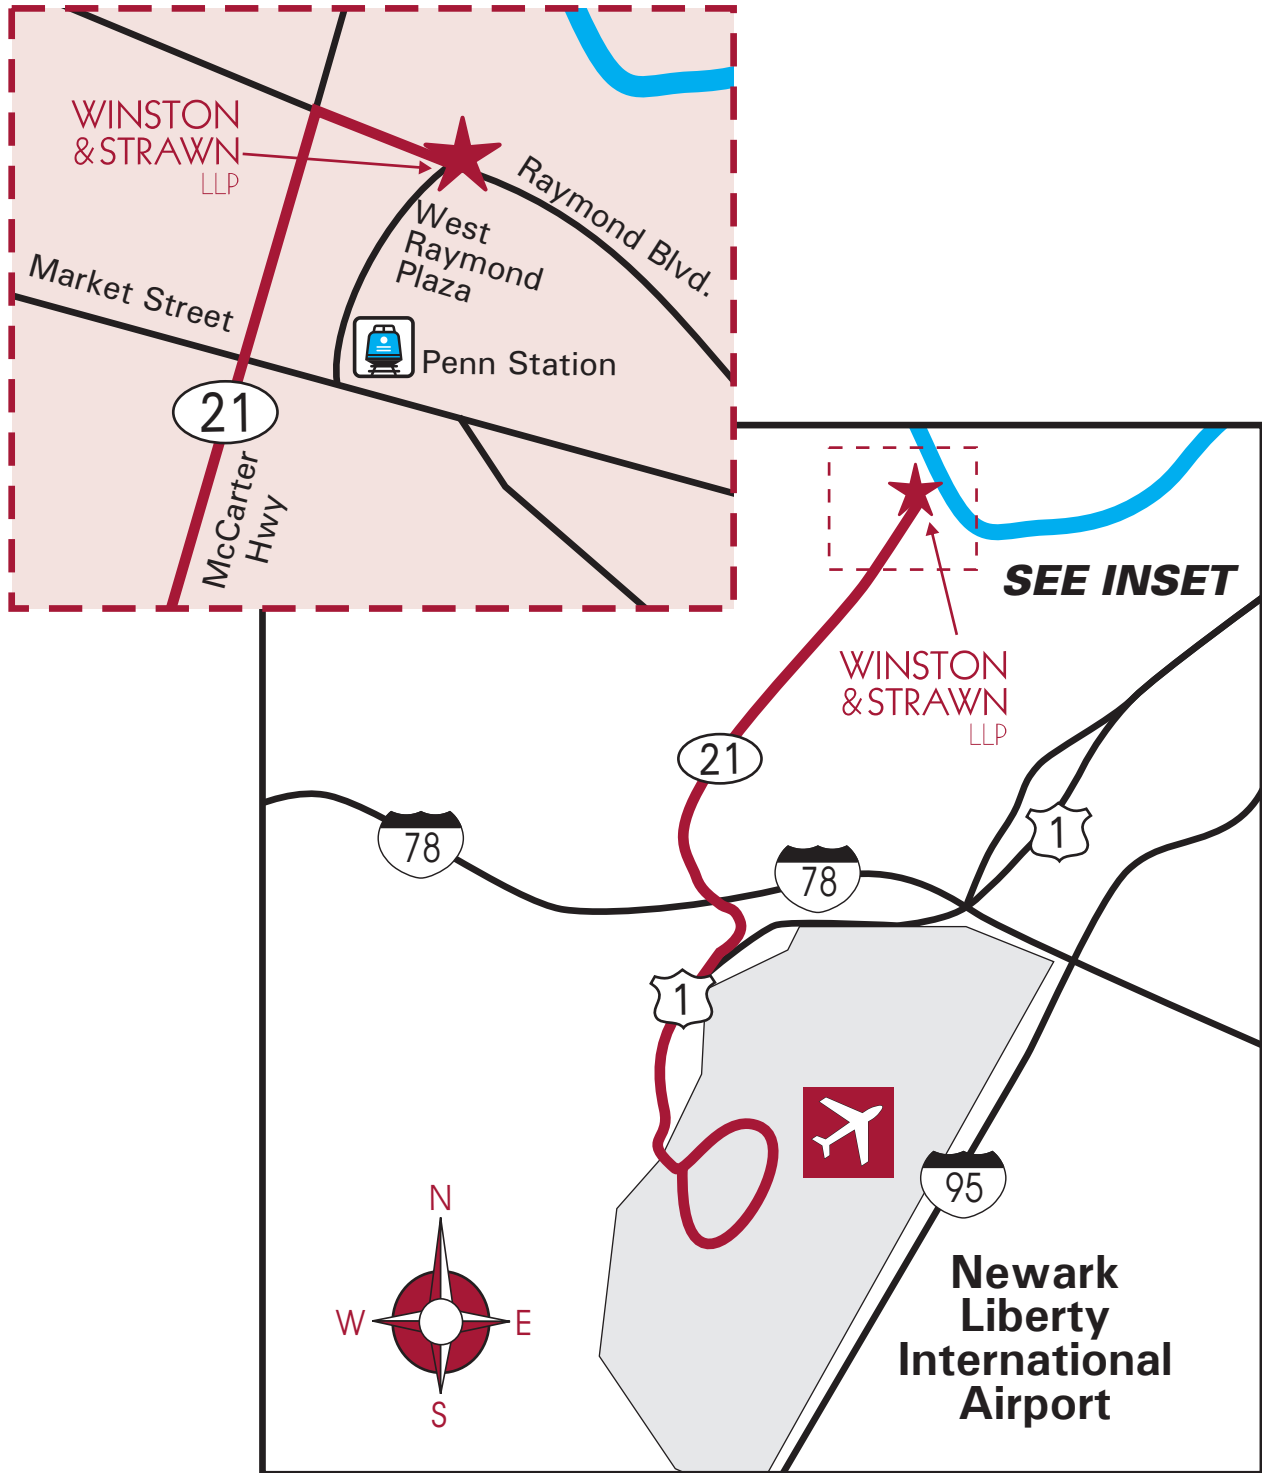 WINSTON
& STRAWN
LLP
Raymond Blvd.
West
Raymond
Plaza
Market Street
Penn Station
21
McCarter
Hwy
SEE INSET
WINSTON
& STRAWN
LLP
21
78
78
1
1
95
N
W
E
S
Newark
Liberty
International
Airport